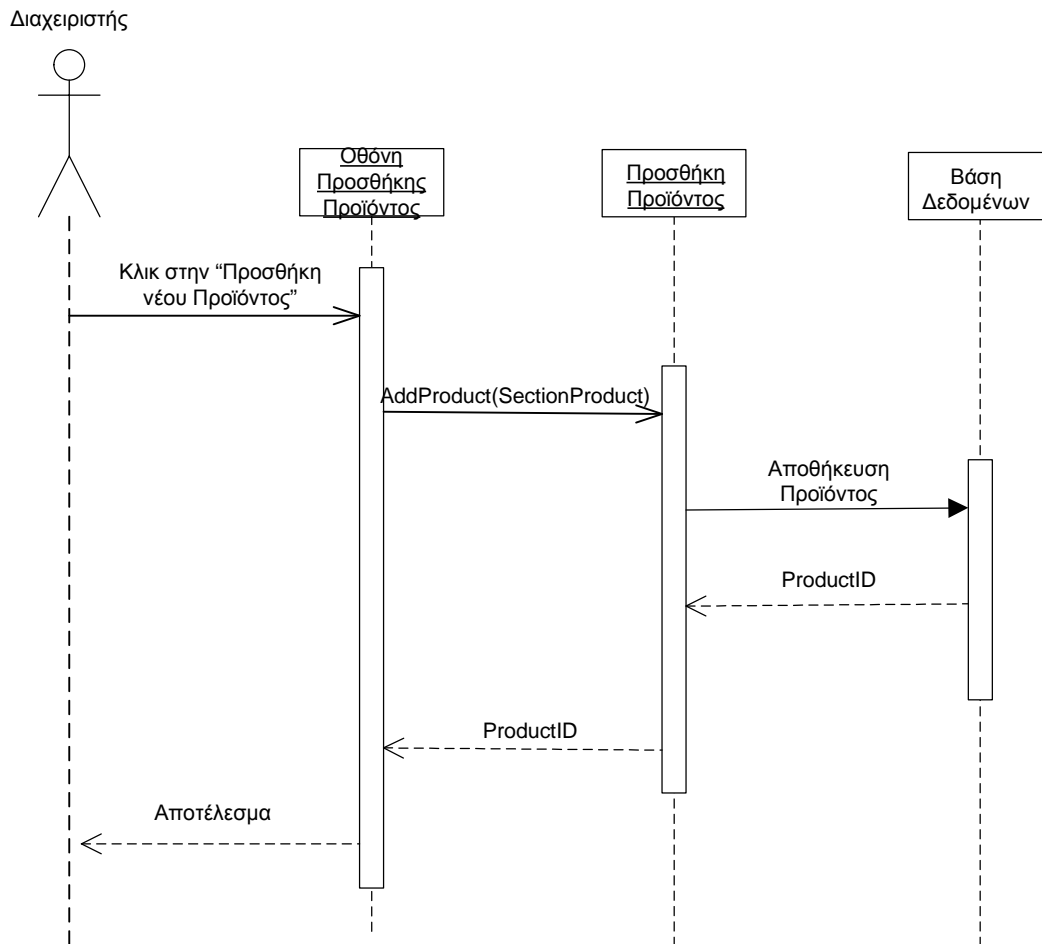 Διαχειριστής
Οθόνη
Προσθήκης
Προϊόντος
Προσθήκη
Προϊόντος
Βάση
Δεδομένων
Κλικ στην “Προσθήκη
νέου Προϊόντος”
AddProduct(SectionProduct)
Αποθήκευση
Προϊόντος
ProductID
ProductID
Αποτέλεσμα